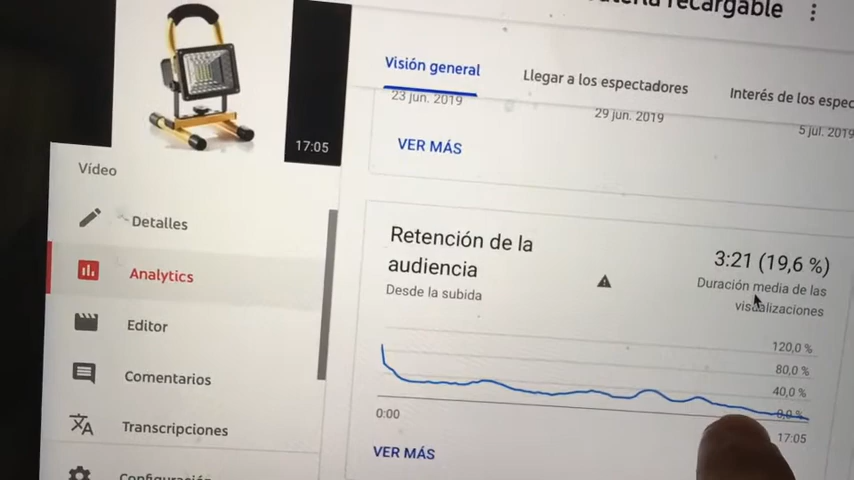 recargable
Visión general
Llegar a los espectadores
Interés de los espec
23 jun. 2019
29 jun. 2019
5 jul. 2019
VER MÁS
17:05
Vídeo
Detalles
Analytics
Editor
Comentarios
Transcripciones
Retención de la
audiencia
Desde la subida
3:21 (19,6 %)
Duración media de las
visualizaciones
120,0 %
80,0 %
40,0 %
0,0 %
0:00
17:05
VER MÁS